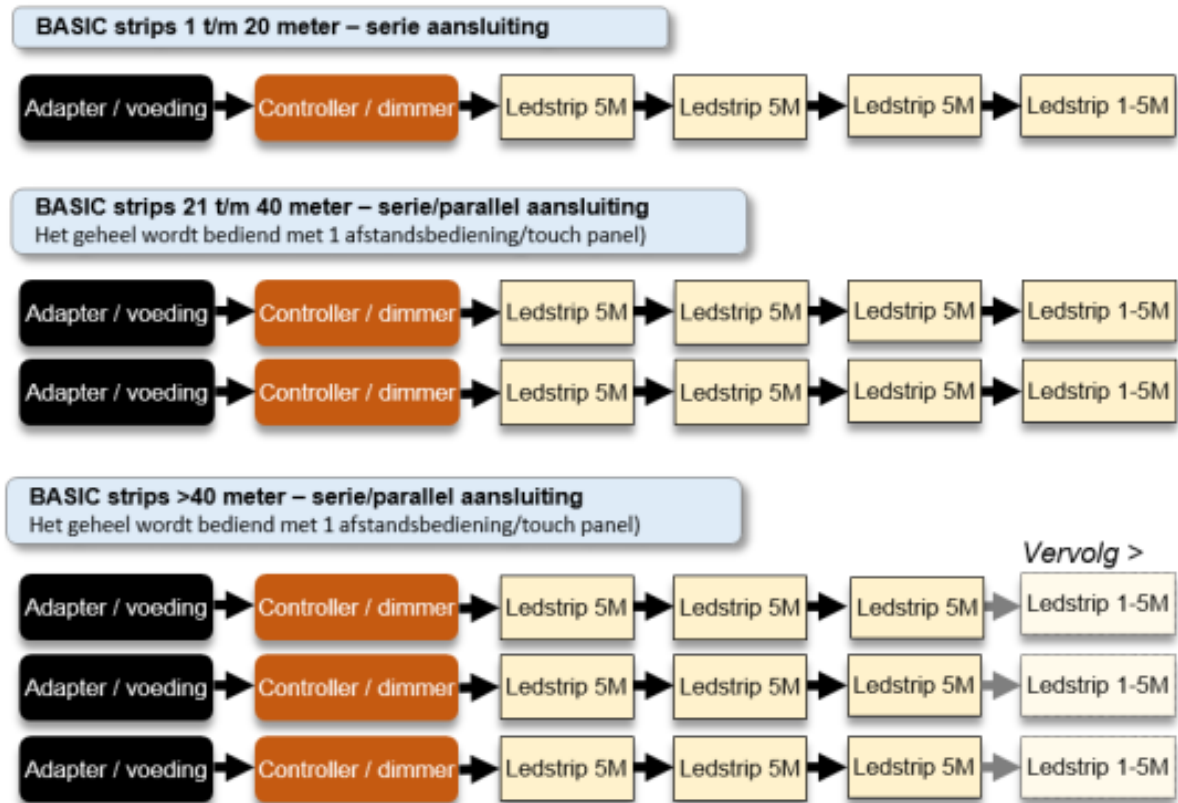 BASIC strips 1 t/m 20 meter – serie aansluiting
Adapter / voeding Controller / dimmer Ledstrip 5M Ledstrip 5M Ledstrip 5M Ledstrip 1-5M
BASIC strips 21 t/m 40 meter – serie/parallel aansluiting
Het geheel wordt bediend met 1 afstandsbediening/touch panel)
Adapter / voeding Controller / dimmer Ledstrip 5M Ledstrip 5M Ledstrip 5M Ledstrip 1-5M
Adapter / voeding Controller / dimmer Ledstrip 5M Ledstrip 5M Ledstrip 5M Ledstrip 1-5M
BASIC strips >40 meter – serie/parallel aansluiting
Het geheel wordt bediend met 1 afstandsbediening/touch panel)
Vervolg >
Adapter / voeding Controller / dimmer Ledstrip 5M Ledstrip 5M Ledstrip 5M Ledstrip 1-5M
Adapter / voeding Controller / dimmer Ledstrip 5M Ledstrip 5M Ledstrip 5M Ledstrip 1-5M
Adapter / voeding Controller / dimmer Ledstrip 5M Ledstrip 5M Ledstrip 5M Ledstrip 1-5M